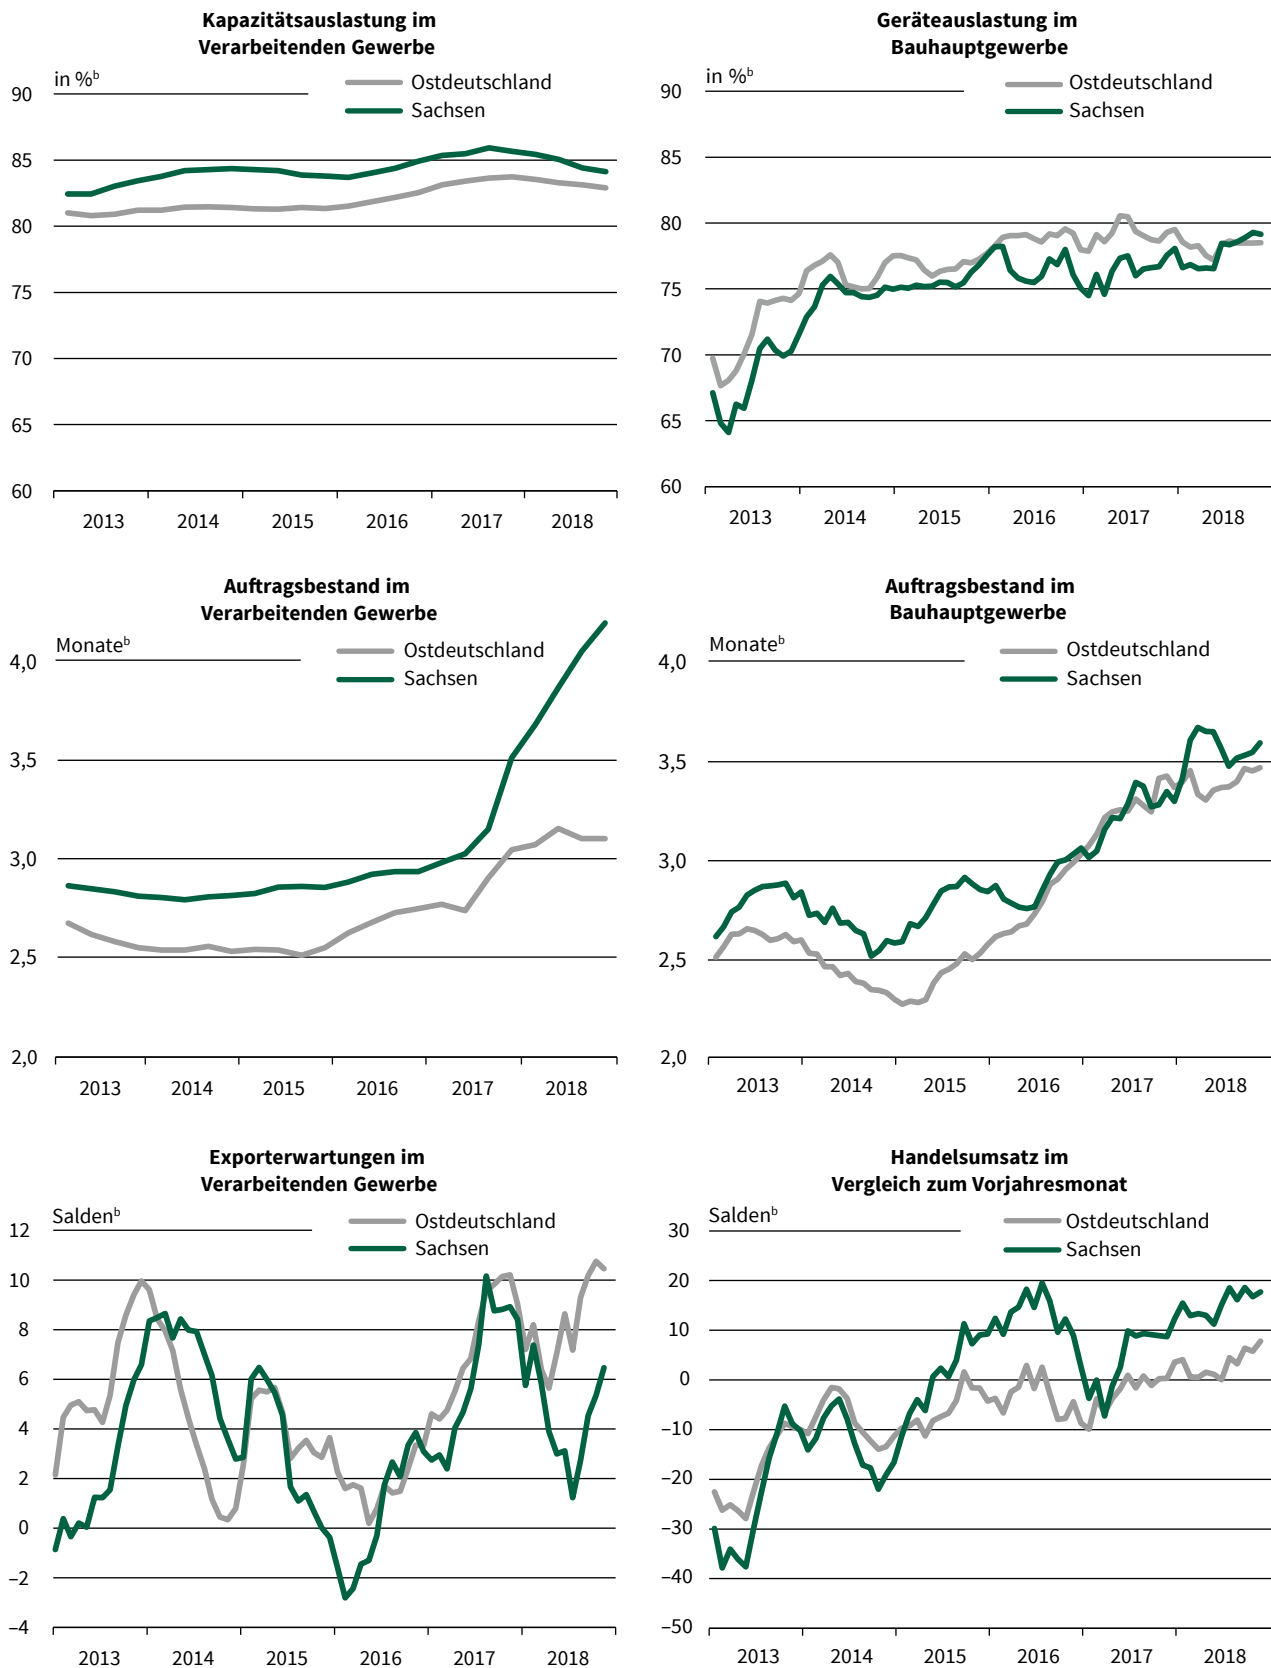 Kapazitätsauslastung im
Verarbeitenden Gewerbe
in %ᵇ
Ostdeutschland
Sachsen
90
85
80
75
70
65
60
2013 2014 2015 2016 2017 2018
Geräteauslastung im
Bauhauptgewerbe
in %ᵇ
Ostdeutschland
Sachsen
90
85
80
75
70
65
60
2013 2014 2015 2016 2017 2018
Auftragsbestand im
Verarbeitenden Gewerbe
Monateᵇ
Ostdeutschland
Sachsen
4,0
3,5
3,0
2,5
2,0
2013 2014 2015 2016 2017 2018
Auftragsbestand im
Bauhauptgewerbe
Monateᵇ
Ostdeutschland
Sachsen
4,0
3,5
3,0
2,5
2,0
2013 2014 2015 2016 2017 2018
Exporterwartungen im
Verarbeitenden Gewerbe
Saldenᵇ
Ostdeutschland
Sachsen
12
10
8
6
4
2
0
–2
–4
2013 2014 2015 2016 2017 2018
Handelsumsatz im
Vergleich zum Vorjahresmonat
Saldenᵇ
Ostdeutschland
Sachsen
30
20
10
0
–10
–20
–30
–40
–50
2013 2014 2015 2016 2017 2018